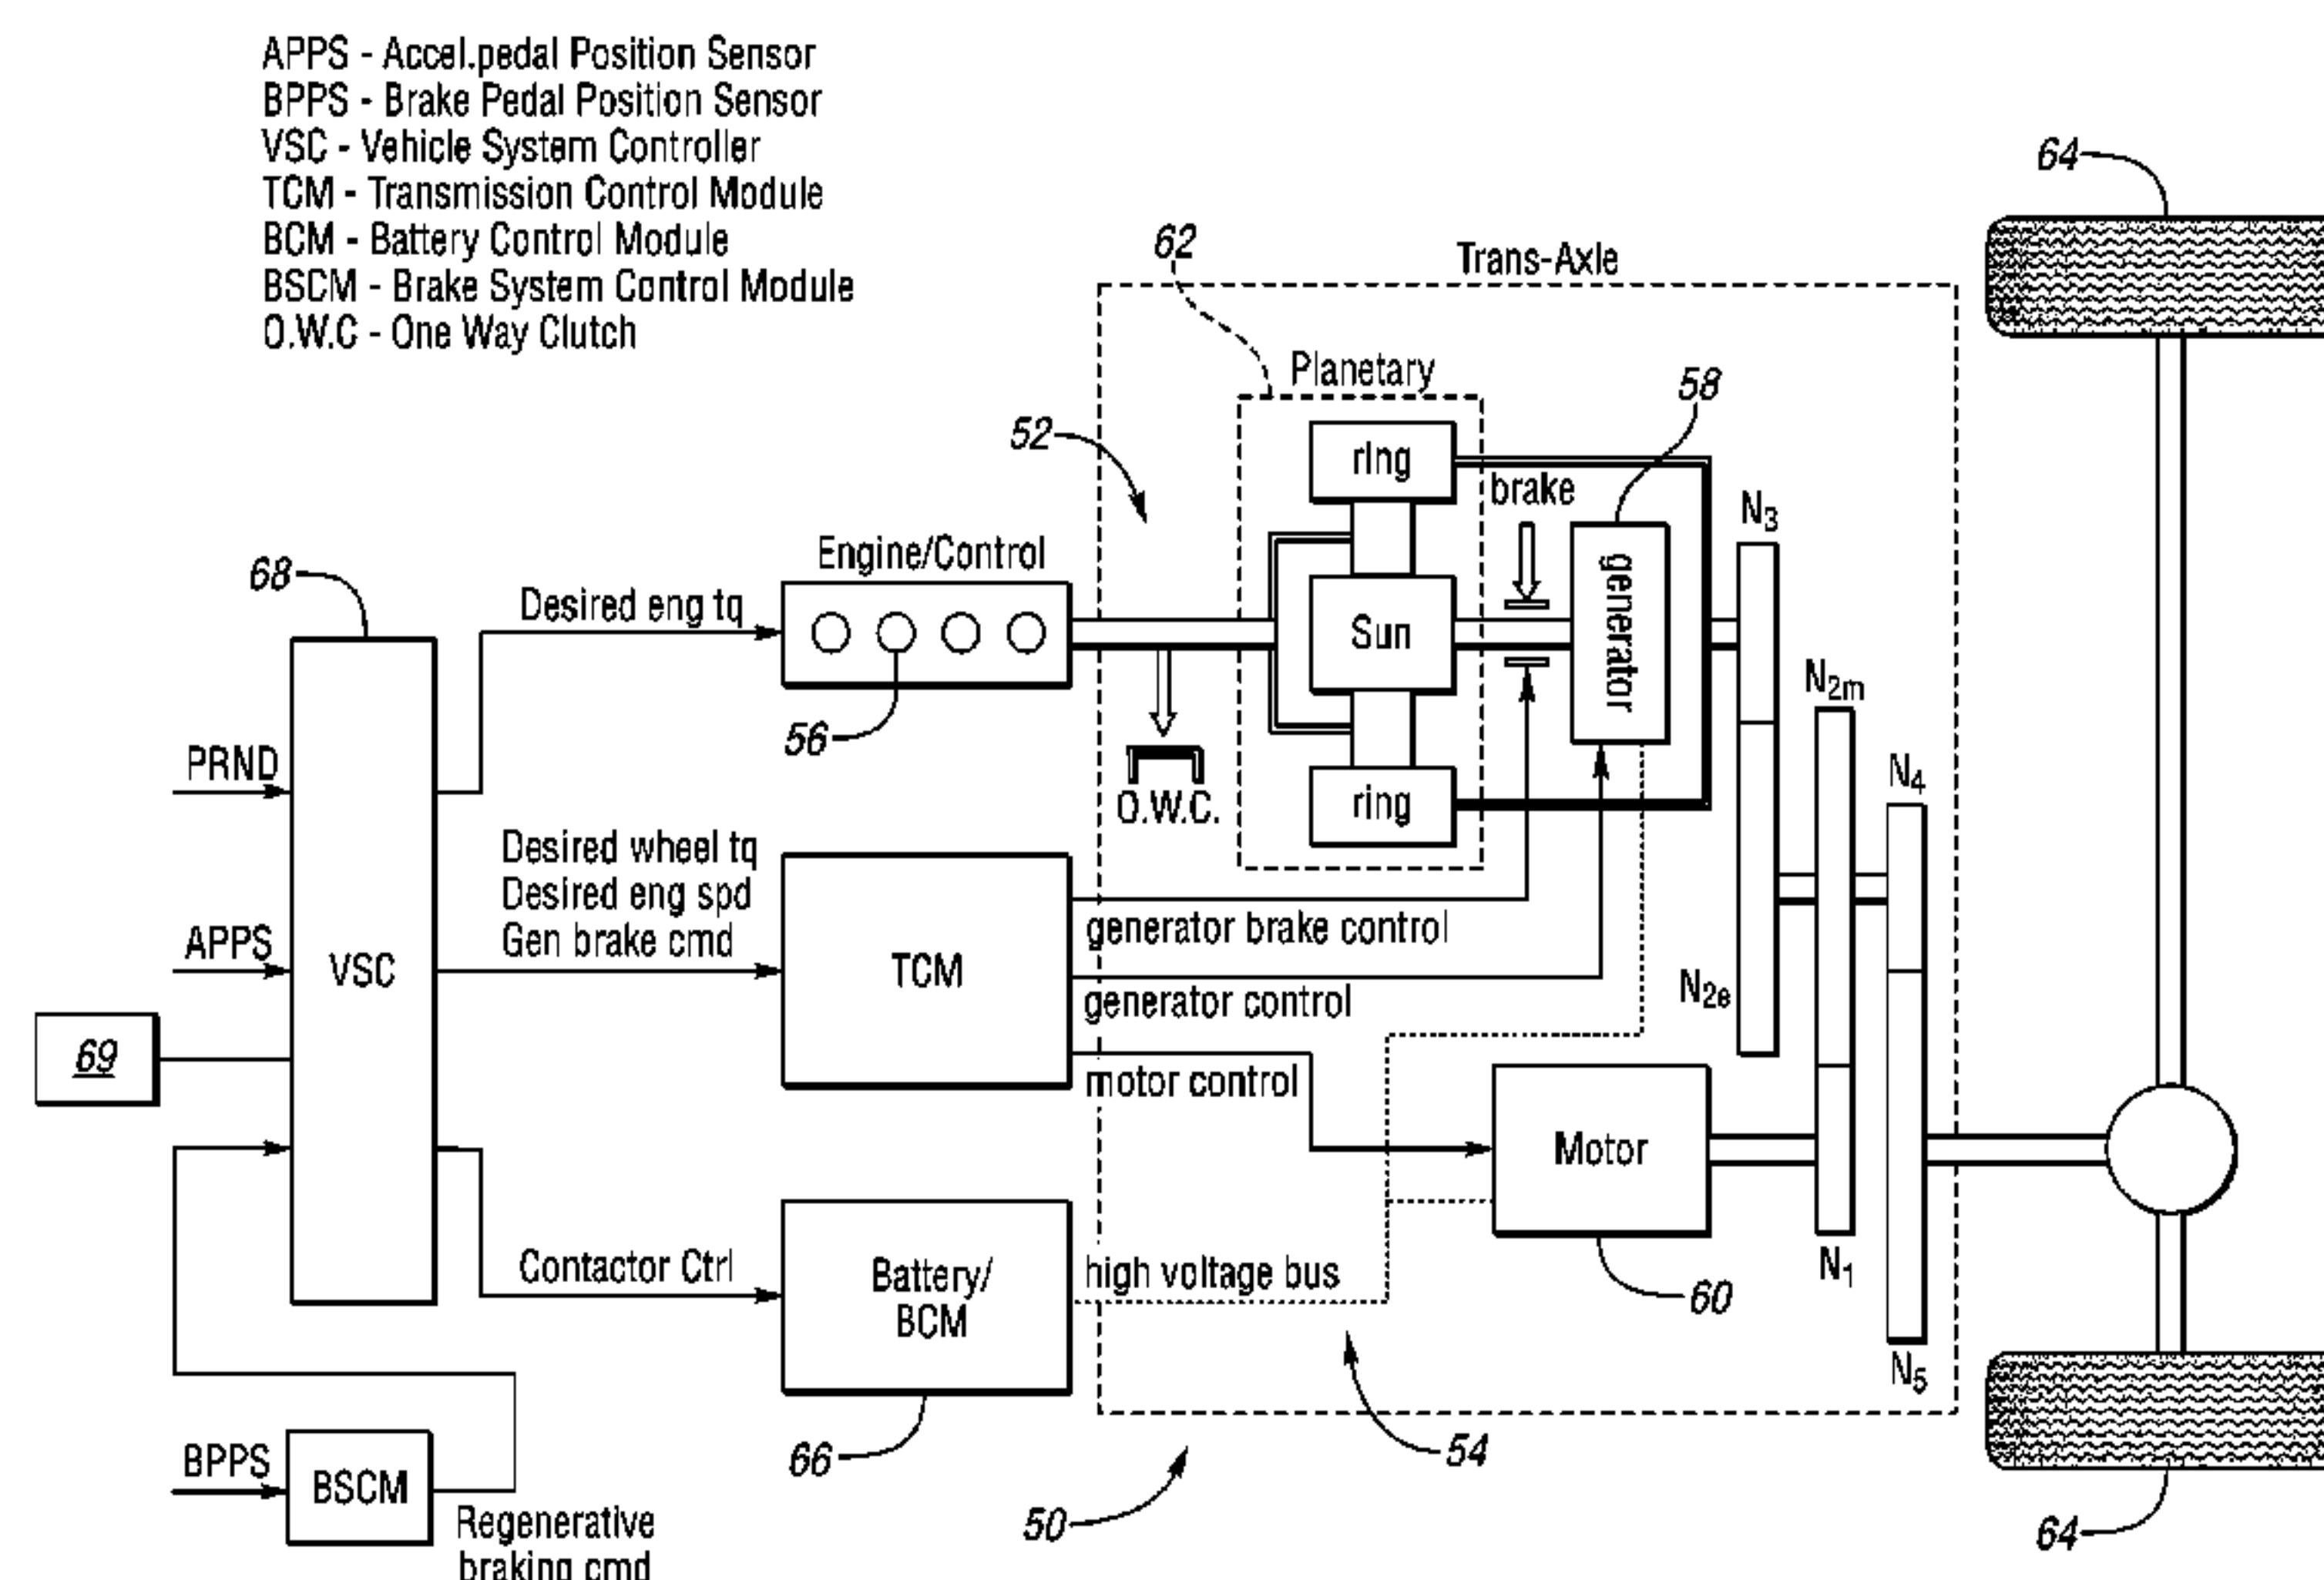 APPS - Accel.pedal Position Sensor
BPPS - Brake Pedal Position Sensor
VSC - Vehicle System Controller
TCM - Transmission Control Module
BCM - Battery Control Module
BSCM - Brake System Control Module
O.W.C - One Way Clutch
64
62
Trans-Axle
Planetary
58
52
ring
brake
N3
Engine/Control
68
Desired eng tq
Sun
generator
N2m
56
PRND
N4
O.W.C.
ring
Desired wheel tq
Desired eng spd
Gen brake cmd
generator brake control
APPS
VSC
TCM
N2e
generator control
69
motor control
Motor
Contactor Ctrl
Battery/
BCM
high voltage bus
N1
60
N5
BPPS
BSCM
66
54
50
Regenerative
braking cmd
64